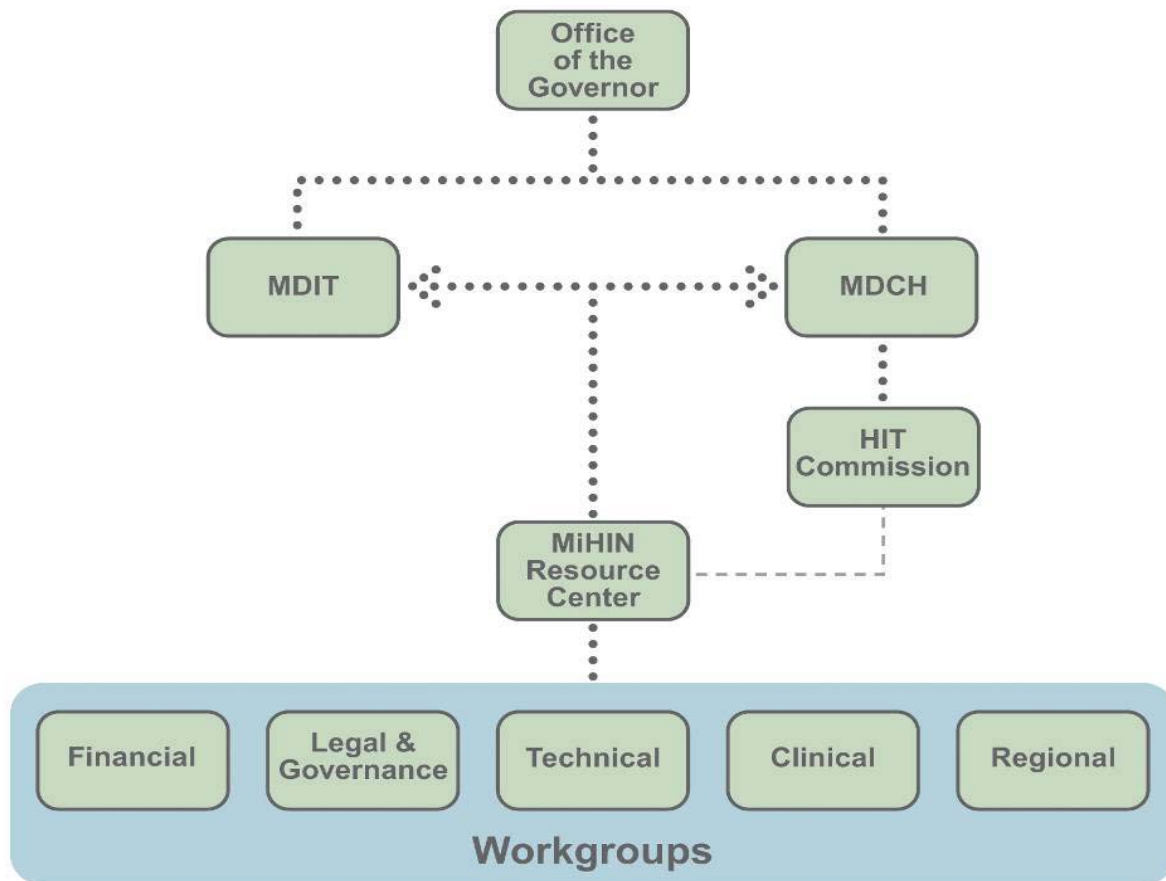 Office
of the
Governor
MDIT
MDCH
HIT
Commission
MiHIN
Resource
Center
Financial
Legal &
Governance
Technical
Clinical
Regional
Workgroups